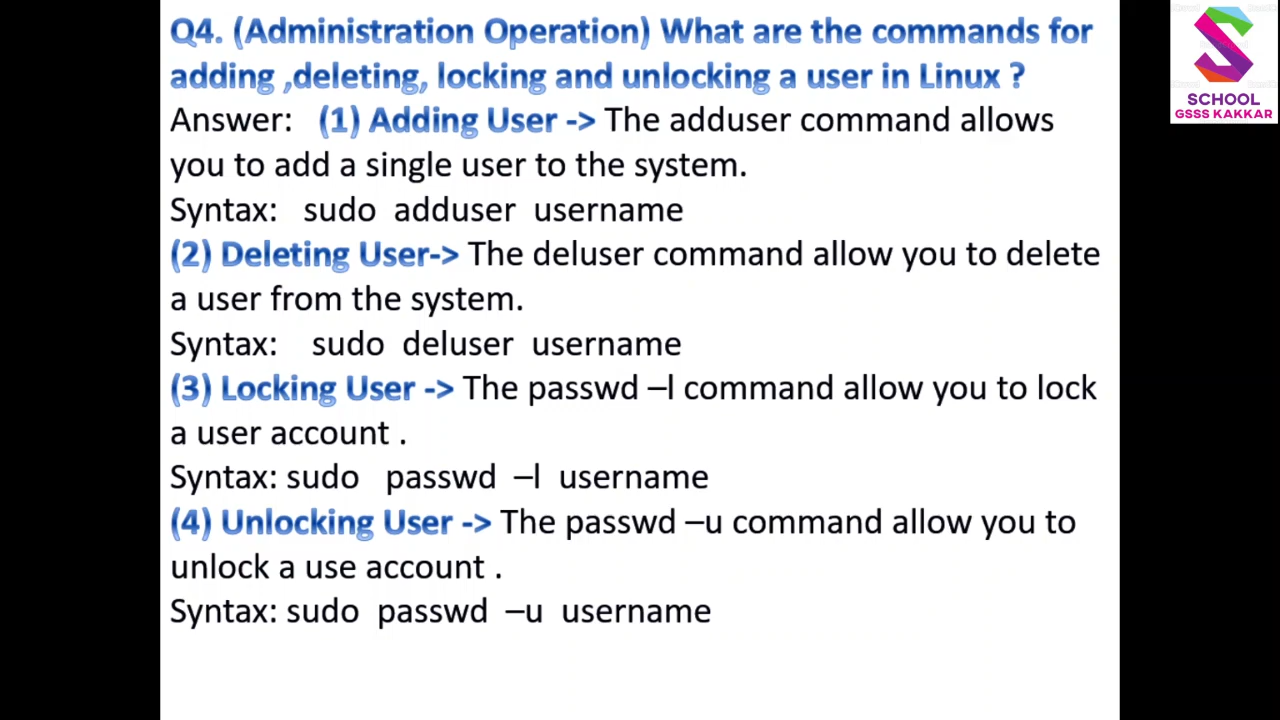 Q4. (Administration Operation) What are the commands for
adding ,deleting, locking and unlocking a user in Linux ?
Answer: (1) Adding User -> The adduser command allows
you to add a single user to the system.
Syntax: sudo adduser username
(2) Deleting User-> The deluser command allow you to delete
a user from the system.
Syntax: sudo deluser username
(3) Locking User -> The passwd –l command allow you to lock
a user account .
Syntax: sudo passwd –l username
(4) Unlocking User -> The passwd –u command allow you to
unlock a use account .
Syntax: sudo passwd –u username
SCHOOL
GSSS KAKKAR